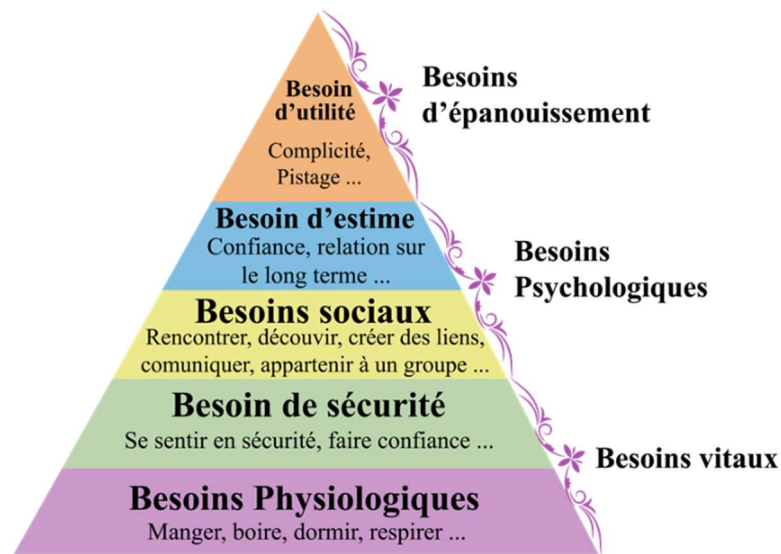 Besoin
d'utilité
Complicité,
Pistage ...
Besoins
d'épanouissement
Besoin d'estime
Confiance, relation sur
le long terme ...
Besoins
Psychologiques
Besoins sociaux
Rencontrer, découvir, créer des liens,
comuniquer, appartenir à un groupe ...
Besoin de sécurité
Se sentir en sécurité, faire confiance ...
Besoins vitaux
Besoins Physiologiques
Manger, boire, dormir, respirer ...